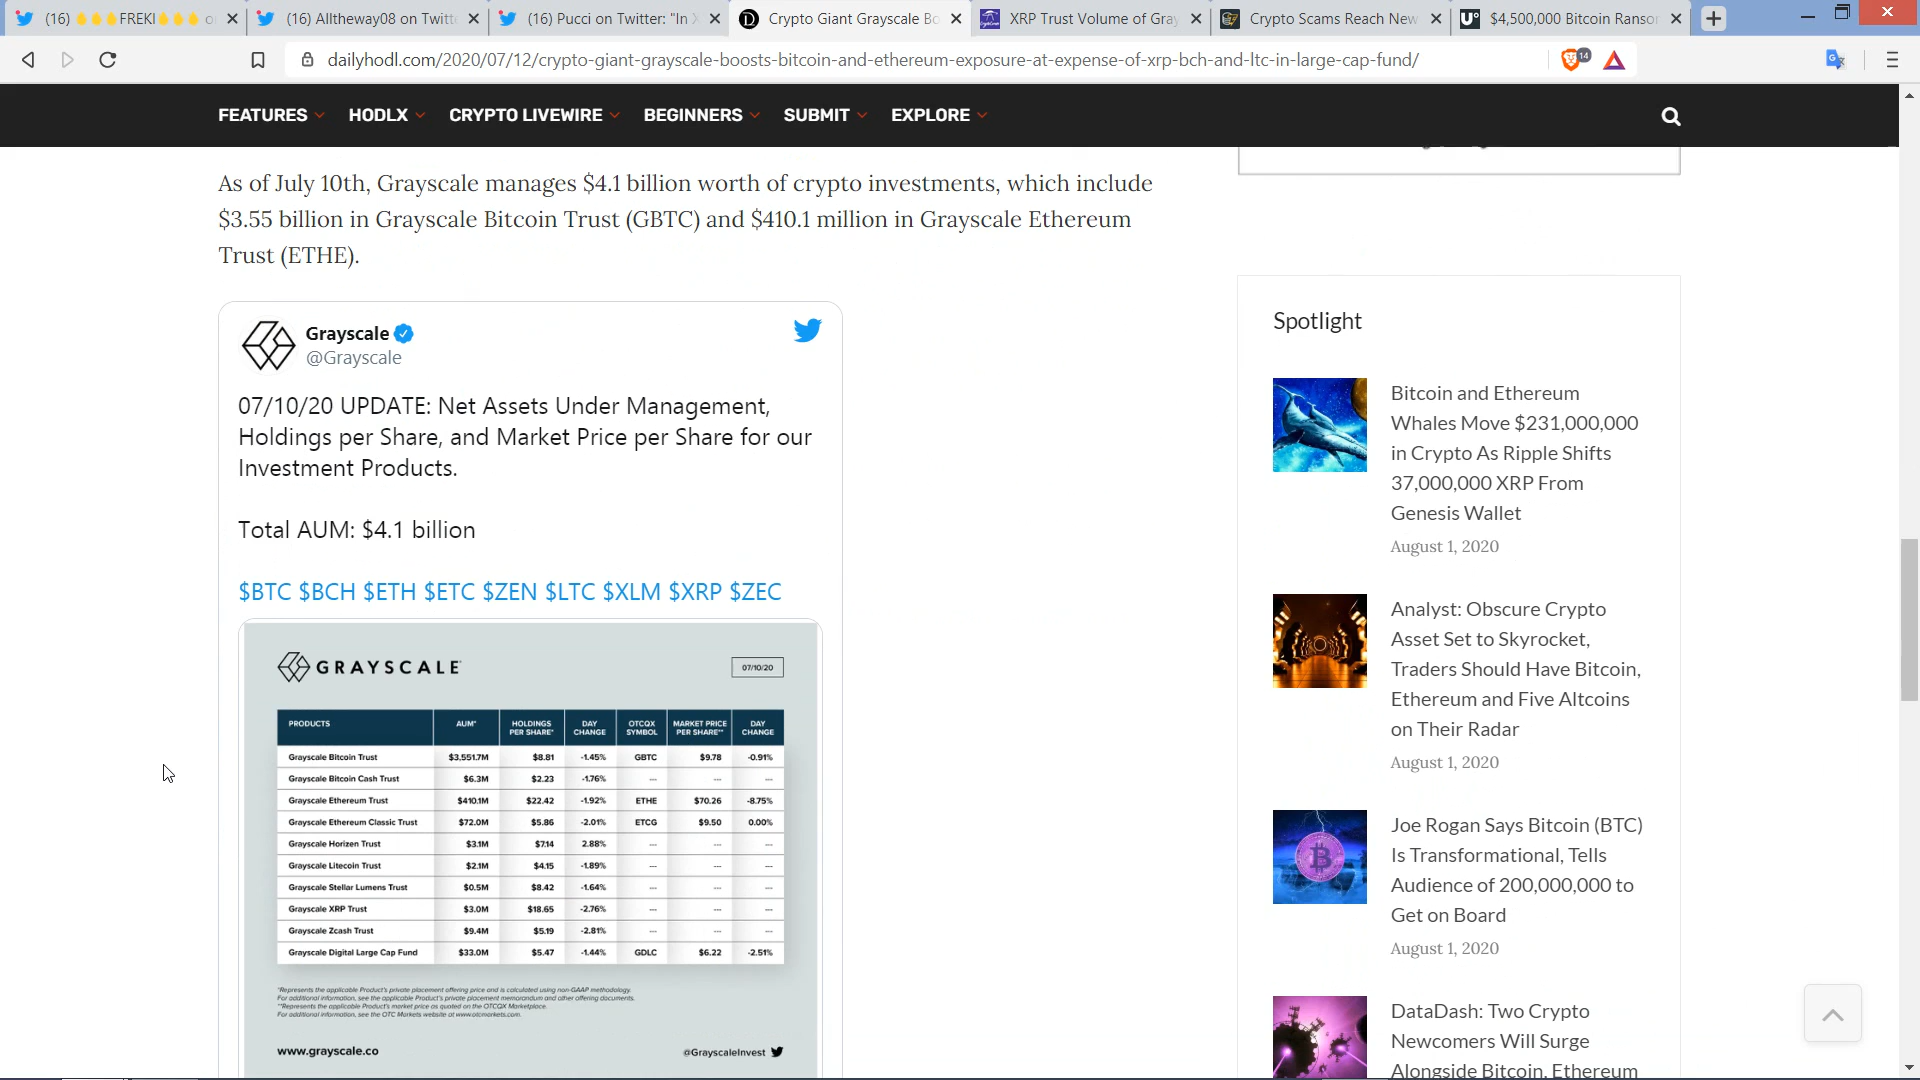 (16) 🔥🔥🔥FREKI🔥🔥🔥 o
(16) Alltheway08 on Twitte
(16) Pucci on Twitter: "In X
Crypto Giant Grayscale Bo
XRP Trust Volume of Gray
Crypto Scams Reach New
$4,500,000 Bitcoin Ransor
dailyhodl.com/2020/07/12/crypto-giant-grayscale-boosts-bitcoin-and-ethereum-exposure-at-expense-of-xrp-bch-and-ltc-in-large-cap-fund/
14
FEATURES HODLX CRYPTO LIVEWIRE BEGINNERS SUBMIT EXPLORE
As of July 10th, Grayscale manages $4.1 billion worth of crypto investments, which include
$3.55 billion in Grayscale Bitcoin Trust (GBTC) and $410.1 million in Grayscale Ethereum
Trust (ETHE).
Grayscale
@Grayscale
07/10/20 UPDATE: Net Assets Under Management,
Holdings per Share, and Market Price per Share for our
Investment Products.
Total AUM: $4.1 billion
$BTC $BCH $ETH $ETC $ZEN $LTC $XLM $XRP $ZEC
GRAYSCALE
07/10/20
PRODUCTS AUM* HOLDINGS PER SHARE* DAY CHANGE OTCQX SYMBOL MARKET PRICE PER SHARE** DAY CHANGE
Grayscale Bitcoin Trust $3,551.7M $8.81 -1.45% GBTC $9.78 -0.91%
Grayscale Bitcoin Cash Trust $6.3M $2.23 -1.76% --- --- ---
Grayscale Ethereum Trust $410.1M $22.42 -1.92% ETHE $70.26 -8.75%
Grayscale Ethereum Classic Trust $72.0M $5.86 -2.01% ETCG $9.50 0.00%
Grayscale Horizen Trust $3.1M $7.14 2.88% --- --- ---
Grayscale Litecoin Trust $2.1M $4.15 -1.89% --- --- ---
Grayscale Stellar Lumens Trust $0.5M $8.42 -1.64% --- --- ---
Grayscale XRP Trust $3.0M $18.65 -2.76% --- --- ---
Grayscale Zcash Trust $9.4M $5.19 -2.81% --- --- ---
Grayscale Digital Large Cap Fund $33.0M $5.47 -1.44% GDLC $6.22 -2.51%
*Represents the applicable Product's private placement offering price and is calculated using non-GAAP methodology.
For additional information, see the applicable Product's private placement memorandum and other offering documents.
**Represents the applicable Product's market price as quoted on the OTCQX Marketplace.
For additional information, see the OTC Markets website at www.otcmarkets.com.
www.grayscale.co
@GrayscaleInvest
Spotlight
Bitcoin and Ethereum
Whales Move $231,000,000
in Crypto As Ripple Shifts
37,000,000 XRP From
Genesis Wallet
August 1, 2020
Analyst: Obscure Crypto
Asset Set to Skyrocket,
Traders Should Have Bitcoin,
Ethereum and Five Altcoins
on Their Radar
August 1, 2020
Joe Rogan Says Bitcoin (BTC)
Is Transformational, Tells
Audience of 200,000,000 to
Get on Board
August 1, 2020
DataDash: Two Crypto
Newcomers Will Surge
Alongside Bitcoin, Ethereum